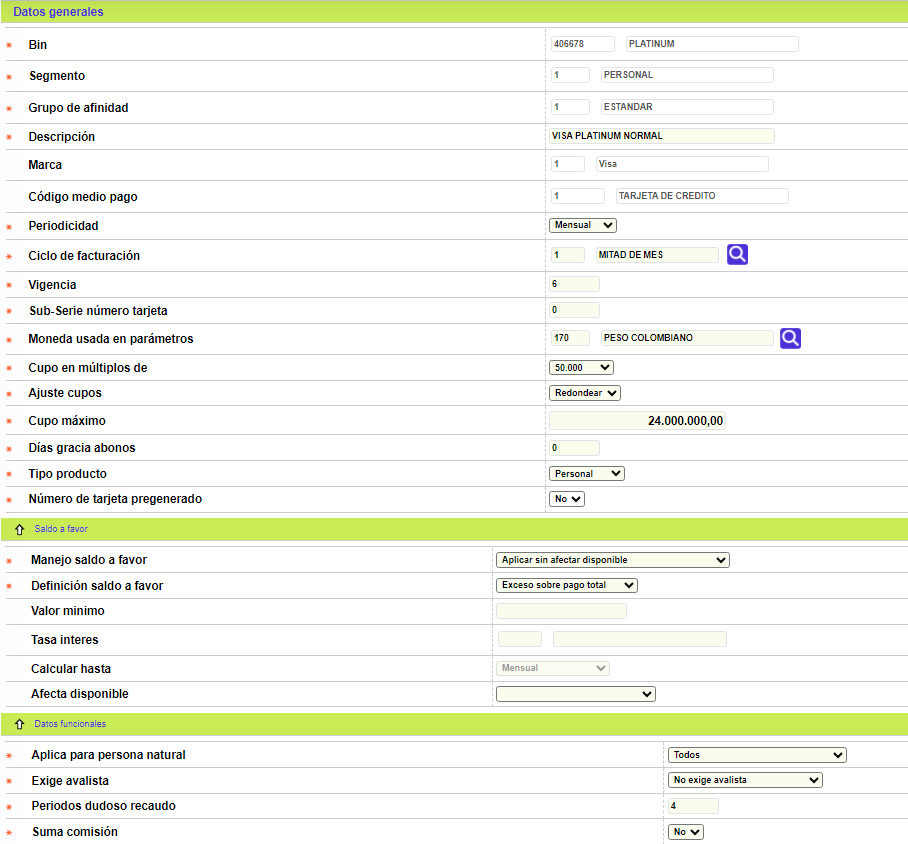 Datos generales
Bin 406678 PLATINUM
Segmento 1 PERSONAL
Grupo de afinidad 1 ESTANDAR
Descripción VISA PLATINUM NORMAL
Marca 1 Visa
Código medio pago 1 TARJETA DE CREDITO
Periodicidad Mensual
Ciclo de facturación 1 MITAD DE MES
Vigencia 6
Sub-Serie número tarjeta 0
Moneda usada en parámetros 170 PESO COLOMBIANO
Cupo en múltiplos de 50.000
Ajuste cupos Redondear
Cupo máximo 24.000.000,00
Días gracia abonos 0
Tipo producto Personal
Número de tarjeta pregenerado No
Saldo a favor
Manejo saldo a favor Aplicar sin afectar disponible
Definición saldo a favor Exceso sobre pago total
Valor minimo
Tasa interes
Calcular hasta Mensual
Afecta disponible
Datos funcionales
Aplica para persona natural Todos
Exige avalista No exige avalista
Periodos dudoso recaudo 4
Suma comisión No